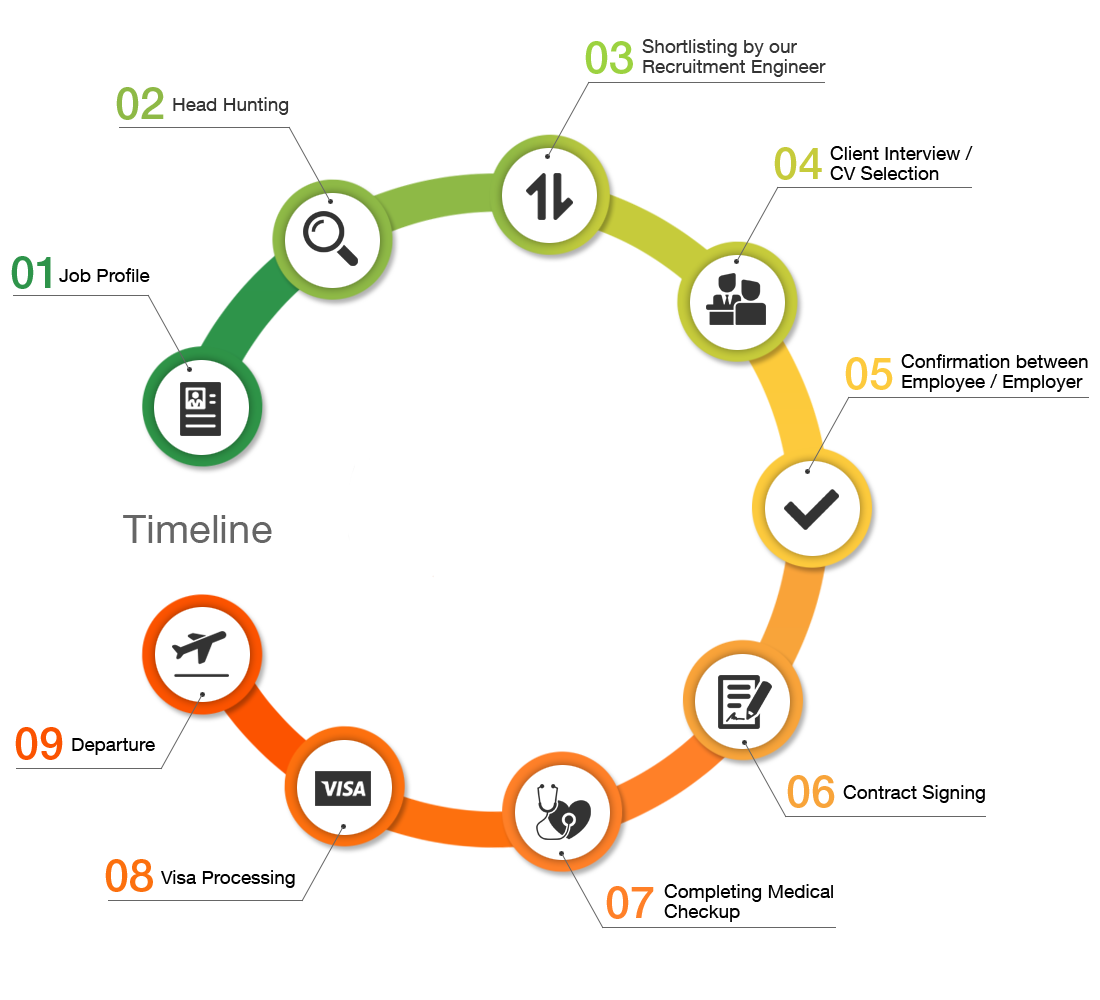 03 Shortlisting by our
Recruitment Engineer
02 Head Hunting
04 Client Interview /
CV Selection
01 Job Profile
05 Confirmation between
Employee / Employer
Timeline
06 Contract Signing
09 Departure
VISA
08 Visa Processing
07 Completing Medical
Checkup